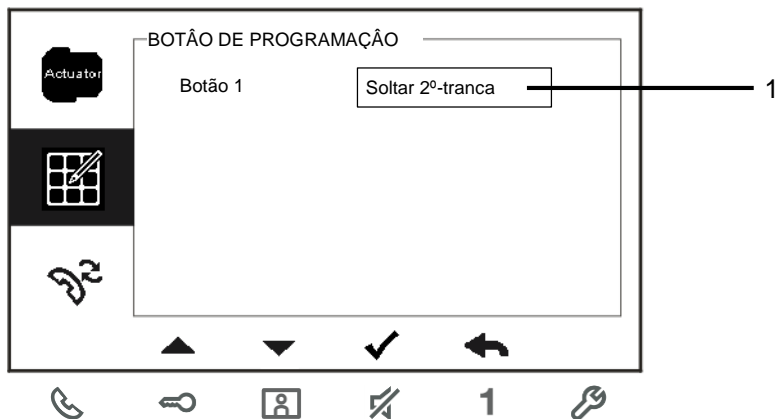 BOTÂO DE PROGRAMAÇÂO
Actuator
Botão 1
Soltar 2º-tranca
1
1